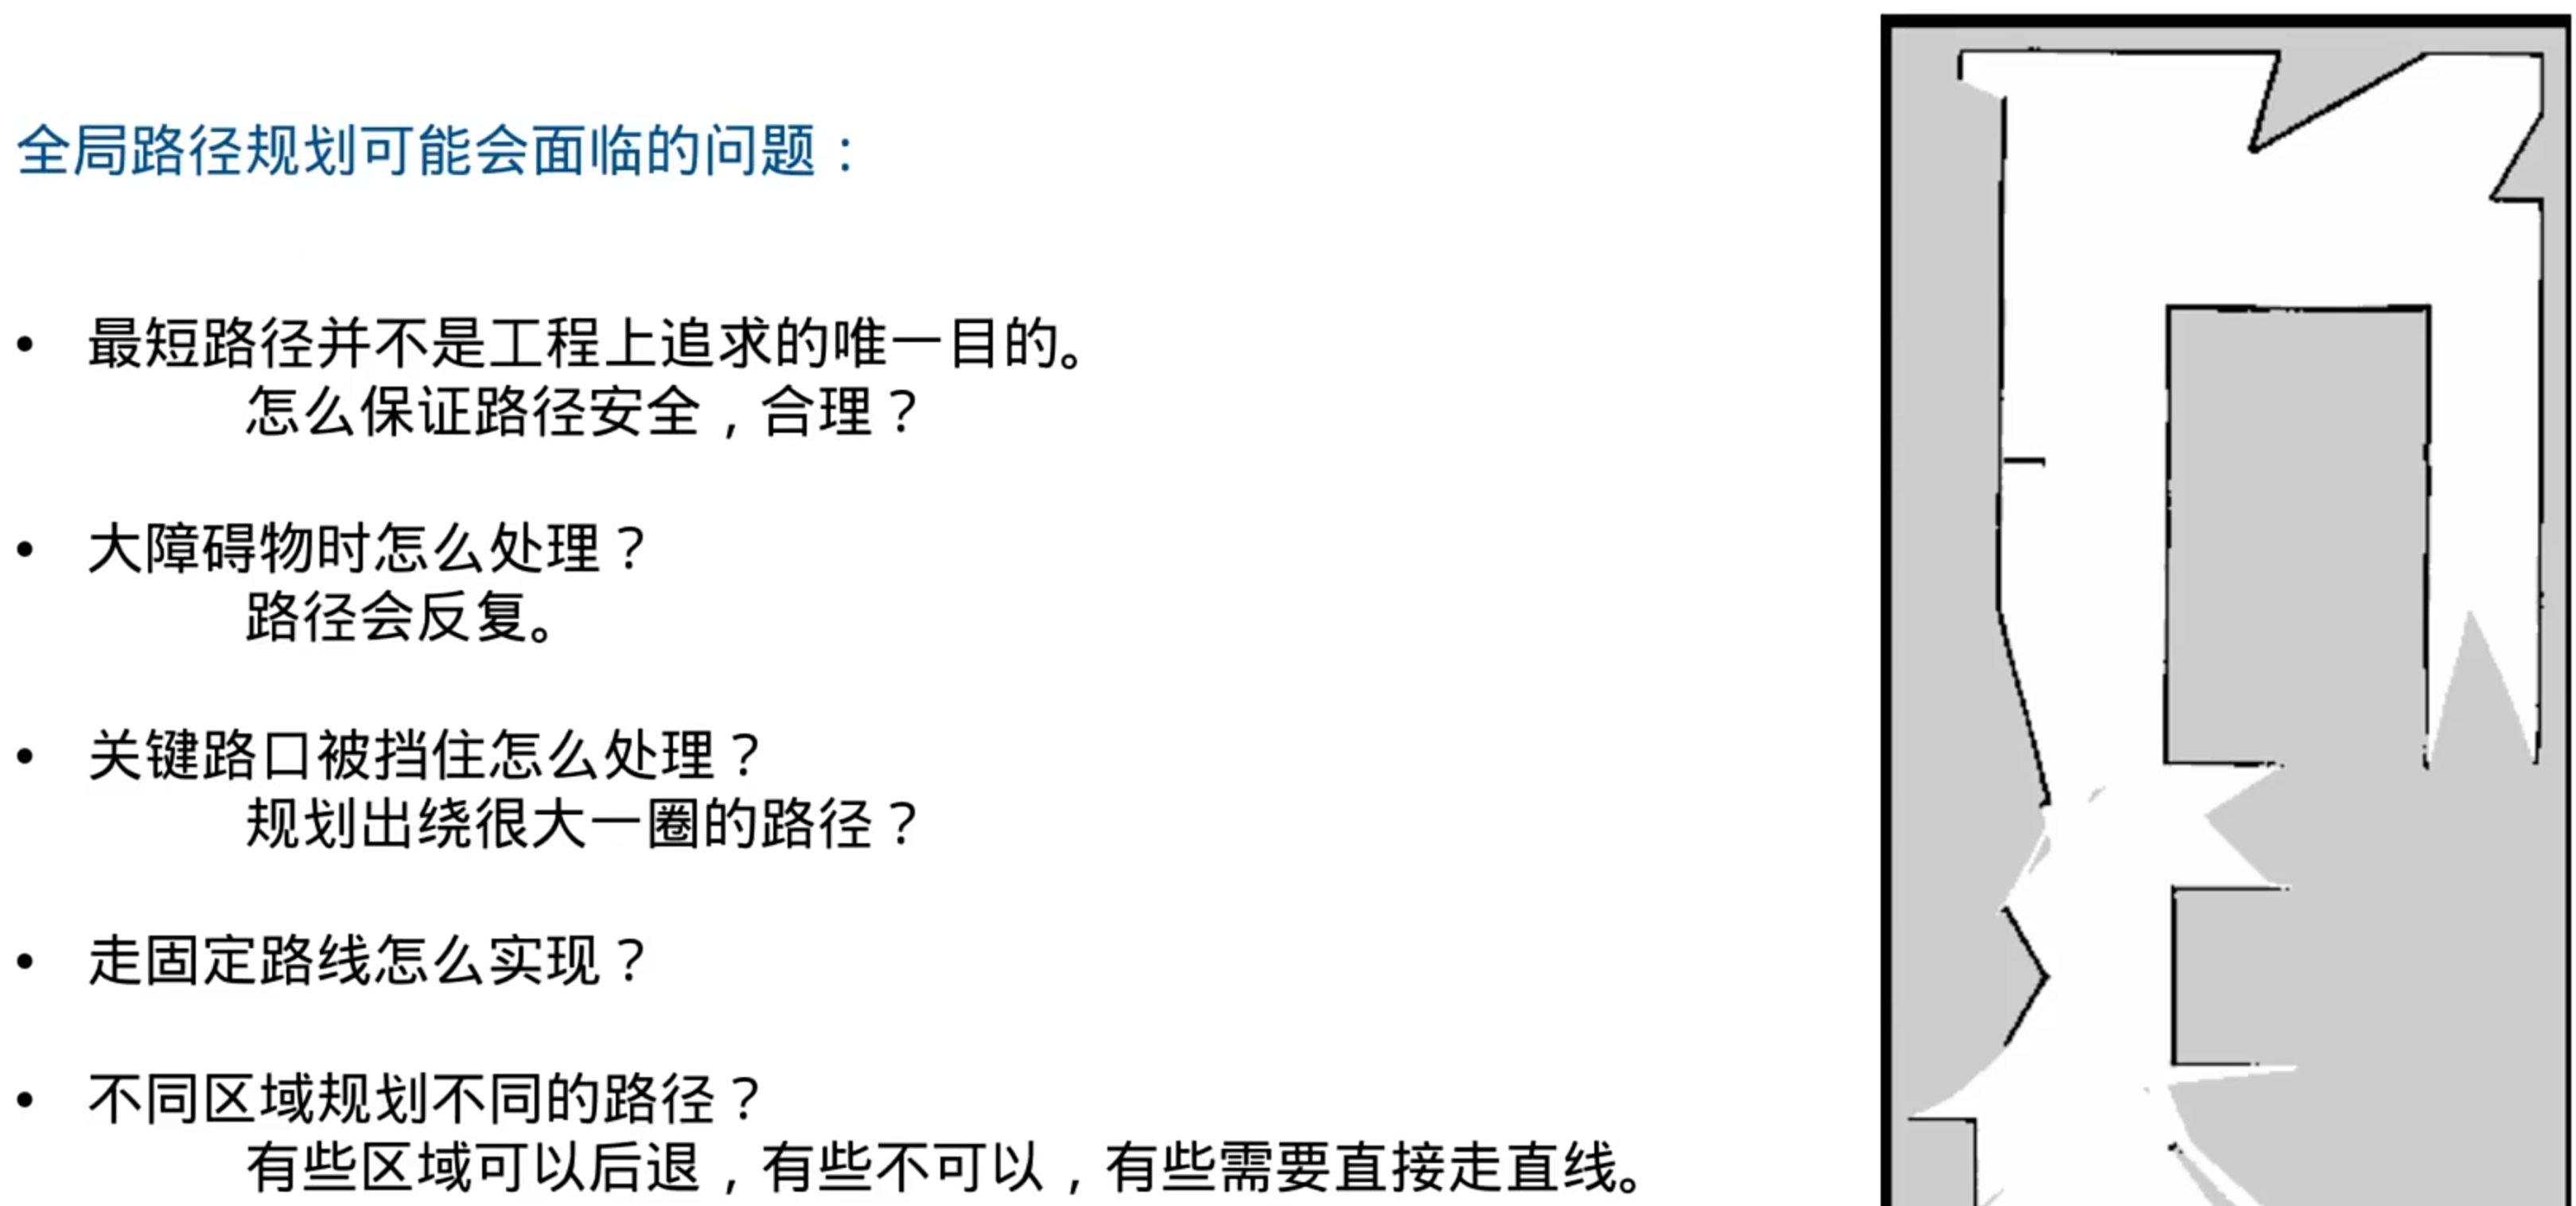 全局路径规划可能会面临的问题：
• 最短路径并不是工程上追求的唯一目的。
怎么保证路径安全，合理？
• 大障碍物时怎么处理？
路径会反复。
• 关键路口被挡住怎么处理？
规划出绕很大一圈的路径？
• 走固定路线怎么实现？
• 不同区域规划不同的路径？
有些区域可以后退，有些不可以，有些需要直接走直线。